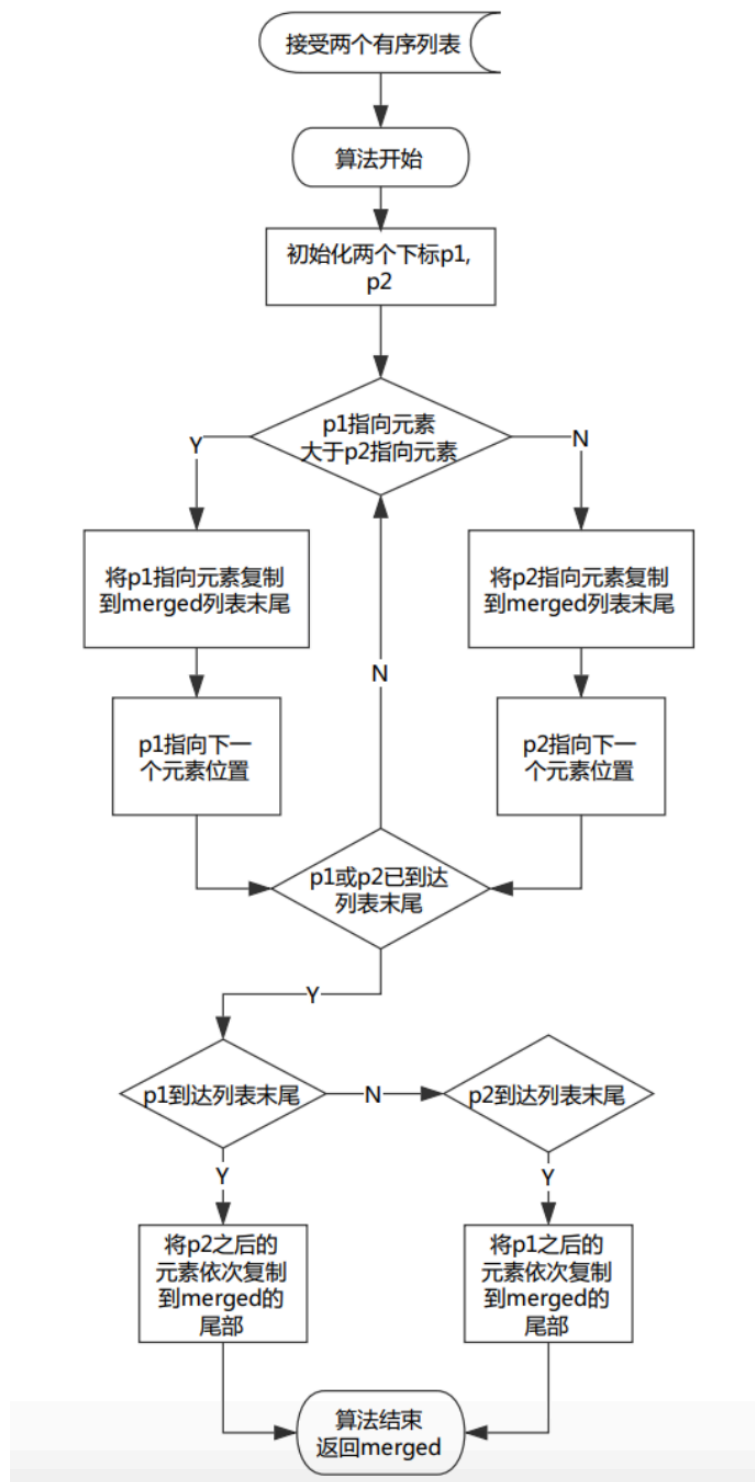 接受两个有序列表
算法开始
初始化两个下标p1,
p2
p1指向元素
大于p2指向元素
Y
N
将p1指向元素复制
到merged列表末尾
将p2指向元素复制
到merged列表末尾
N
p1指向下一
个元素位置
p2指向下一
个元素位置
p1或p2已到达
列表末尾
Y
p1到达列表末尾
N
p2到达列表末尾
Y
Y
将p2之后的
元素依次复制
到merged的
尾部
将p1之后的
元素依次复制
到merged的
尾部
算法结束
返回merged